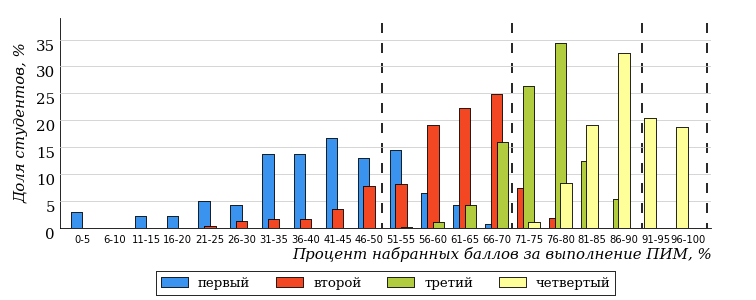 Доля студентов, %
35
30
25
20
15
10
5
0
0-5 6-10 11-15 16-20 21-25 26-30 31-35 36-40 41-45 46-50 51-55 56-60 61-65 66-70 71-75 76-80 81-85 86-90 91-95 96-100
Процент набранных баллов за выполнение ПИМ, %
первый второй третий четвертый